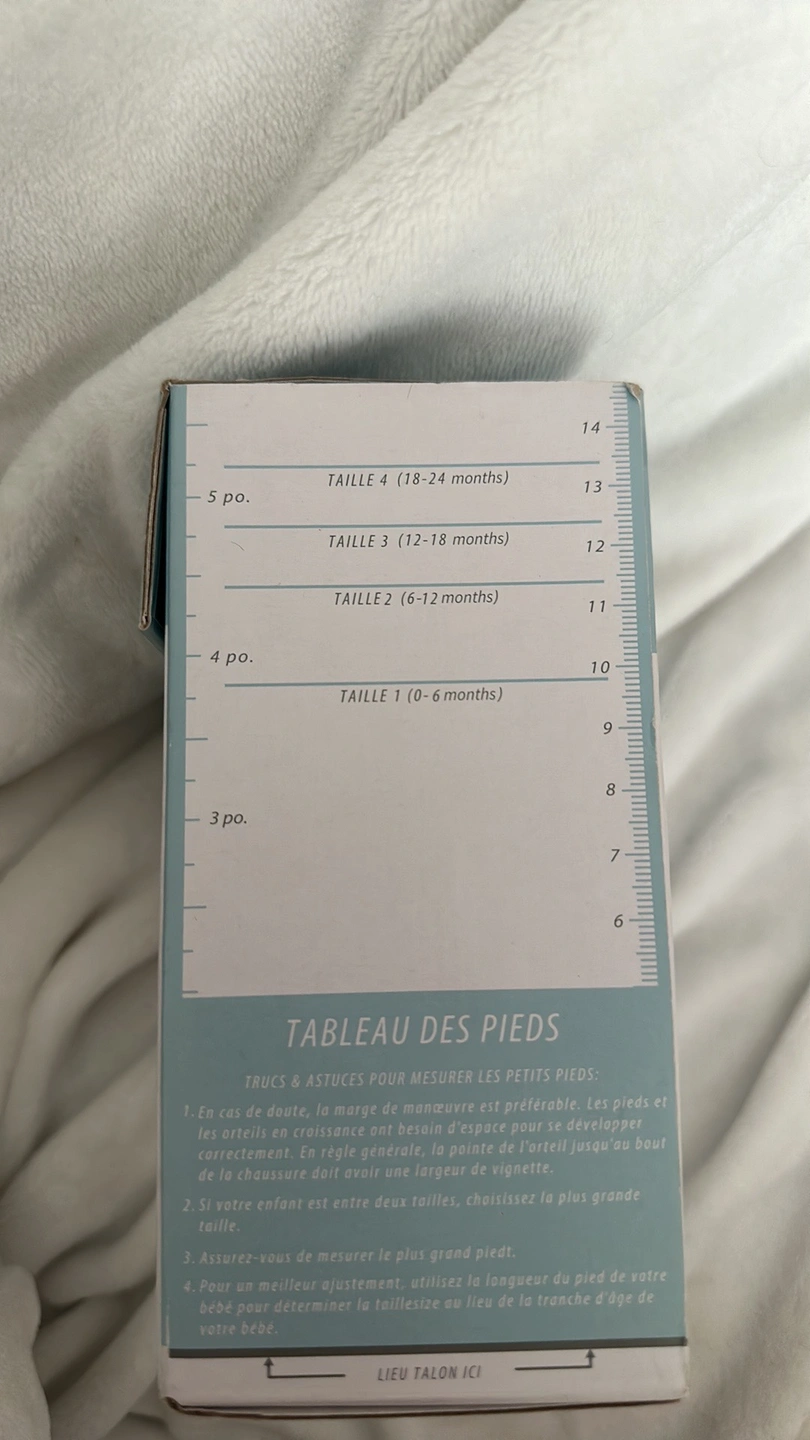 14
TAILLE 4 (18-24 months)
13
5 po.
TAILLE 3 (12-18 months)
12
TAILLE 2 (6-12 months)
11
4 po.
10
TAILLE 1 (0-6 months)
9
8
3 po.
7
6
TABLEAU DES PIEDS
TRUCS & ASTUCES POUR MESURER LES PETITS PIEDS:
1. En cas de doute, la marge de manœuvre est préférable. Les pieds et
les orteils en croissance ont besoin d'espace pour se développer
correctement. En règle générale, la pointe de l'orteil jusqu'au bout
de la chaussure doit avoir une largeur de vignette.
2. Si votre enfant est entre deux tailles, choisissez la plus grande
taille.
3. Assurez-vous de mesurer le plus grand piedt.
4. Pour un meilleur ajustement, utilisez la longueur du pied de votre
bébé pour déterminer la taillesize au lieu de la tranche d'âge de
votre bébé.
LIEU TALON ICI